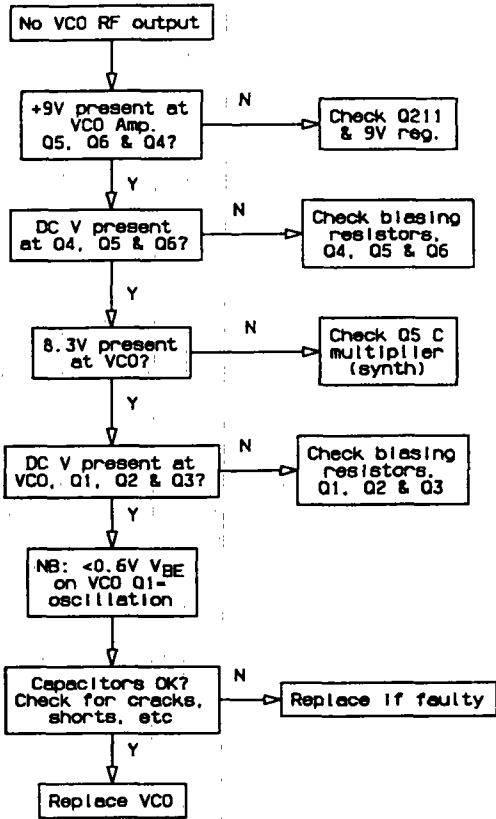 No VCO RF output
+9V present at
VCO Amp.
Q5, Q6 & Q4?
N
Check Q211
& 9V reg.
Y
DC V present
at Q4, Q5 & Q6?
N
Check biasing
resistors,
Q4, Q5 & Q6
Y
8.3V present
at VCO?
N
Check Q5 C
multiplier
(synth)
Y
DC V present at
VCO, Q1, Q2 & Q3?
N
Check biasing
resistors,
Q1, Q2 & Q3
Y
NB: <0.6V VBE
on VCO Q1=
oscillation
Capacitors OK?
Check for cracks,
shorts, etc
N
Replace if faulty
Y
Replace VCO